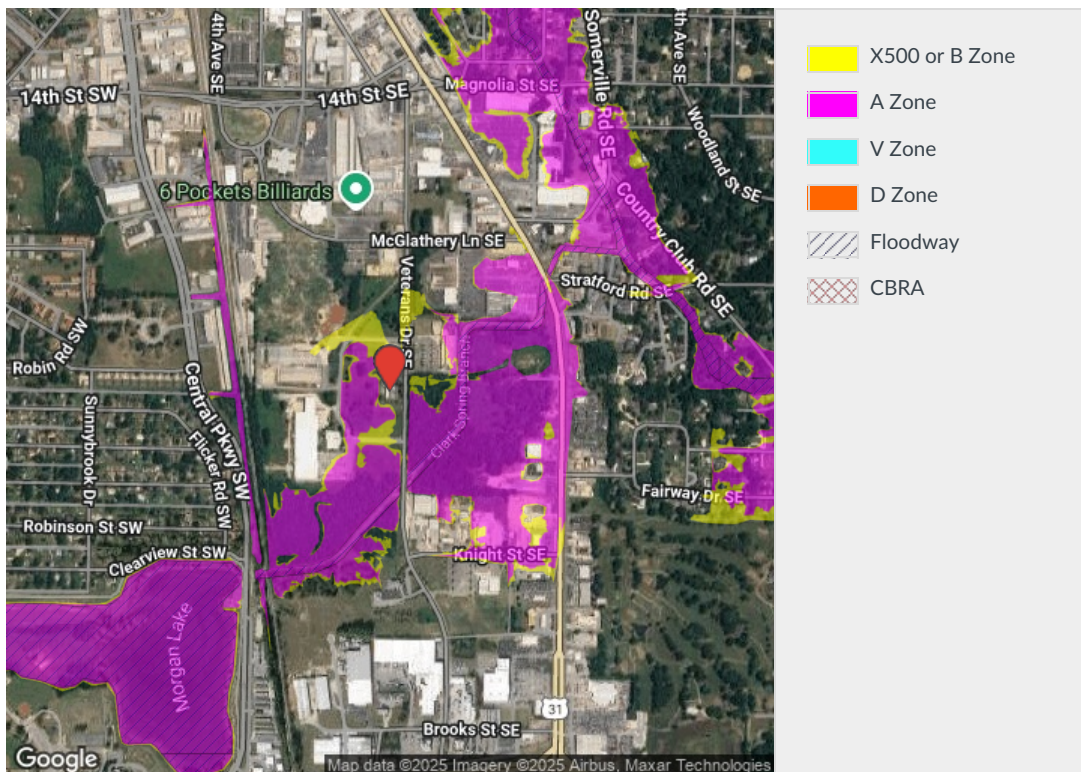 4th Ave SE
Somerville Rd SE
4th Ave SE
Magnolia St SE
14th St SW
14th St SE
Woodland St SE
6 Pockets Billiards
Country Club Rd SE
McGlathery Ln SE
Veterans Dr SE
Strafford Rd SE
Robin Rd SW
Central Pkwy SW
Clark Spring Branch
Sunnybrook Dr
Flicker Rd SW
Fairway Dr SE
Robinson St SW
Clearview St SW
Knight St SE
Morgan Lake
31
Brooks St SE
Google
Map data ©2025 Imagery ©2025 Airbus, Maxar Technologies
X500 or B Zone
A Zone
V Zone
D Zone
Floodway
CBRA